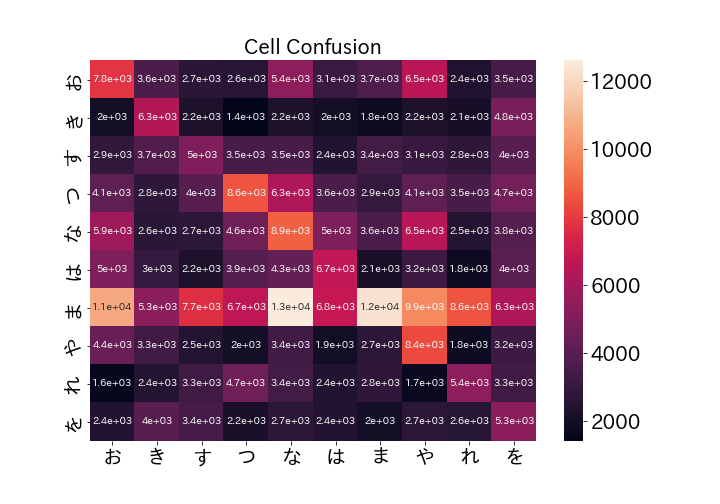 Cell Confusion
お 7.8e+03 3.6e+03 2.7e+03 2.6e+03 5.4e+03 3.1e+03 3.7e+03 6.5e+03 2.4e+03 3.5e+03
き 2e+03 6.3e+03 2.2e+03 1.4e+03 2.2e+03 2e+03 1.8e+03 2.2e+03 2.1e+03 4.8e+03
す 2.9e+03 3.7e+03 5e+03 3.5e+03 3.5e+03 2.4e+03 3.4e+03 3.1e+03 2.8e+03 4e+03
つ 4.1e+03 2.8e+03 4e+03 8.6e+03 6.3e+03 3.6e+03 2.9e+03 4.1e+03 3.5e+03 4.7e+03
な 5.9e+03 2.6e+03 2.7e+03 4.6e+03 8.9e+03 5e+03 3.6e+03 6.5e+03 2.5e+03 3.8e+03
は 5e+03 3e+03 2.2e+03 3.9e+03 4.3e+03 6.7e+03 2.1e+03 3.2e+03 1.8e+03 4e+03
ま 1.1e+04 5.3e+03 7.7e+03 6.7e+03 1.3e+04 6.8e+03 1.2e+04 9.9e+03 8.6e+03 6.3e+03
や 4.4e+03 3.3e+03 2.5e+03 2e+03 3.4e+03 1.9e+03 2.7e+03 8.4e+03 1.8e+03 3.2e+03
れ 1.6e+03 2.4e+03 3.3e+03 4.7e+03 3.4e+03 2.4e+03 2.8e+03 1.7e+03 5.4e+03 3.3e+03
を 2.4e+03 4e+03 3.4e+03 2.2e+03 2.7e+03 2.4e+03 2e+03 2.7e+03 2.6e+03 5.3e+03
お き す つ な は ま や れ を
12000
10000
8000
6000
4000
2000